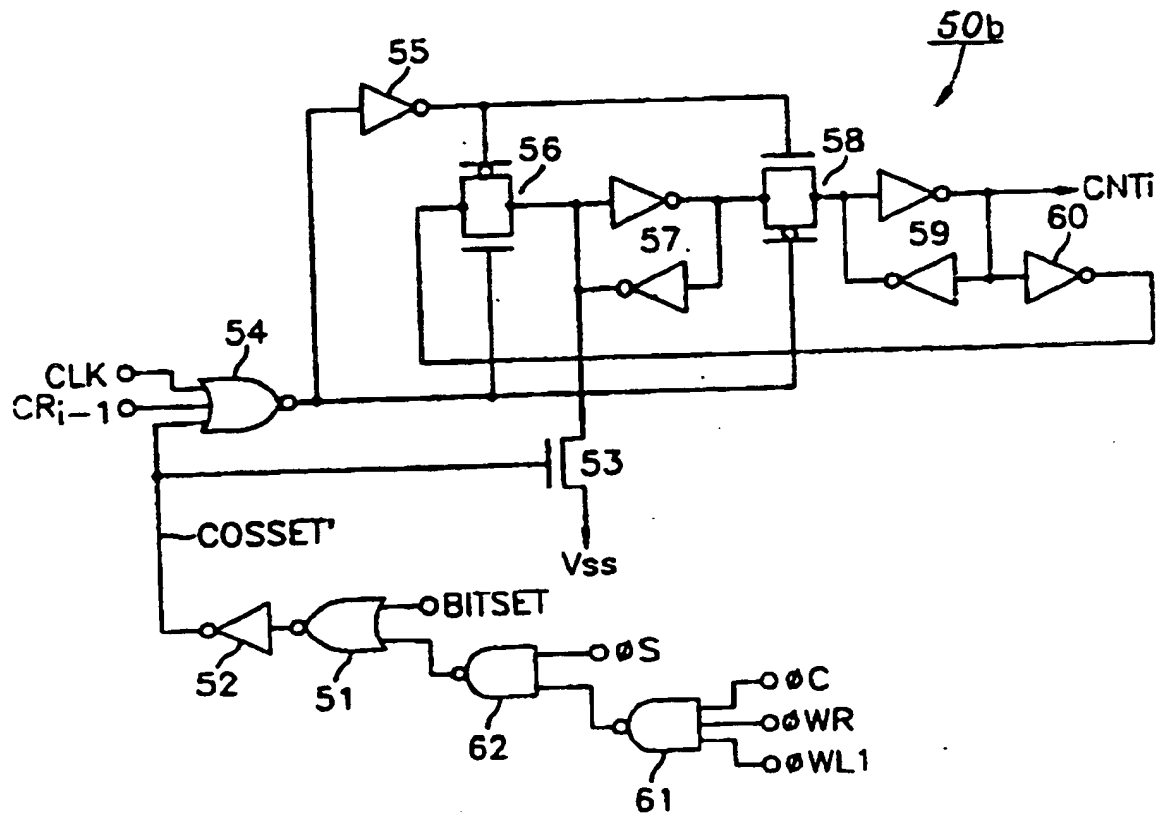 50b
55
56
58
CNTi
57
59
60
54
CLK
CRi-1
53
COSSET'
Vss
BITSET
øS
52
51
øC
62
øWR
øWL1
61